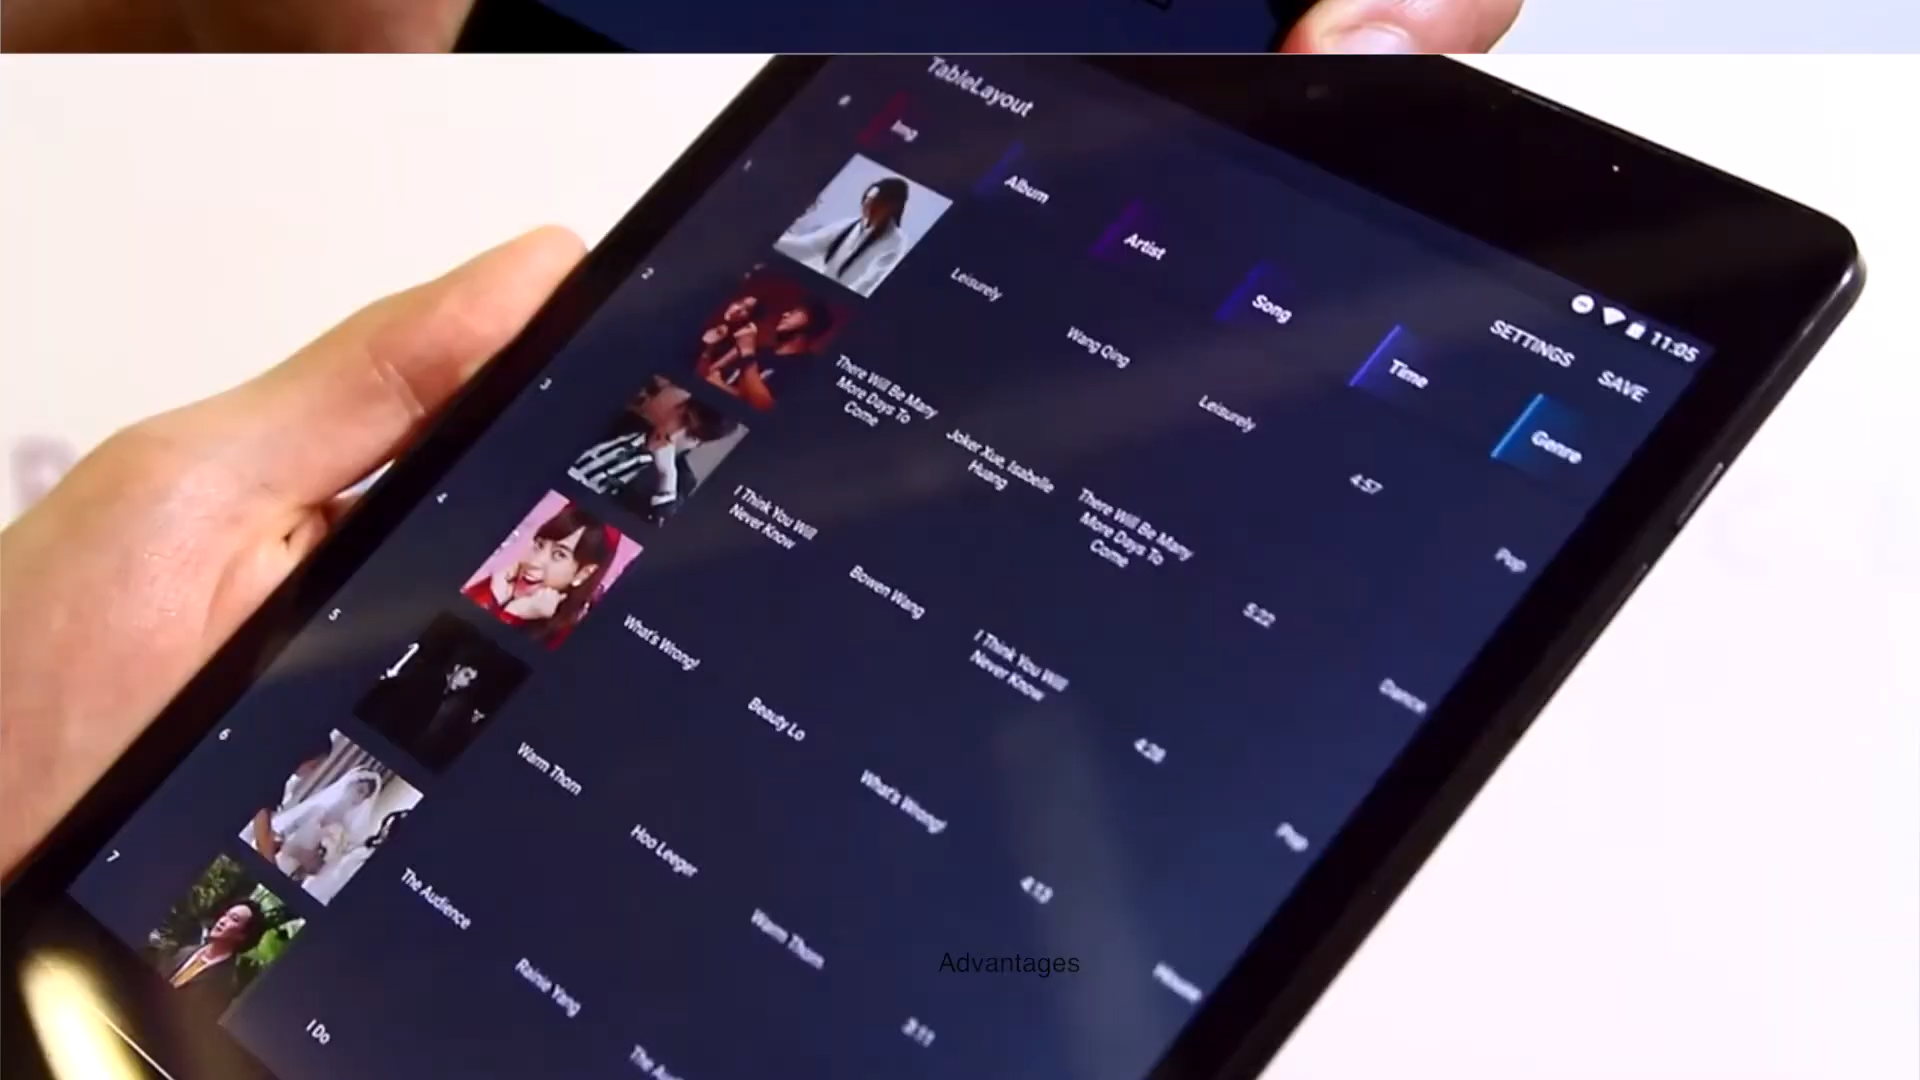 TableLayout
11:05
SETTINGS
SAVE
#
Img
Album
Artist
Song
Time
Genre
1
Leisurely
Wang Qing
Leisurely
4:57
Pop
2
There Will Be Many
More Days To
Come
Joker Xue, Isabelle
Huang
There Will Be Many
More Days To
Come
5:22
Dance
3
I Think You Will
Never Know
Bowen Wang
I Think You Will
Never Know
4:28
Pop
4
What's Wrong!
Beauty Lo
What's Wrong!
4:13
House
5
Warm Thorn
Hoo Leeger
Warm Thorn
3:11
6
The Audience
Rainie Yang
7
I Do
Advantages